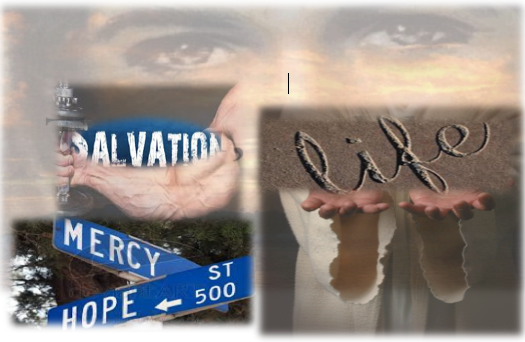 SALVATION
life
MERCY
HOPE ← ST
500